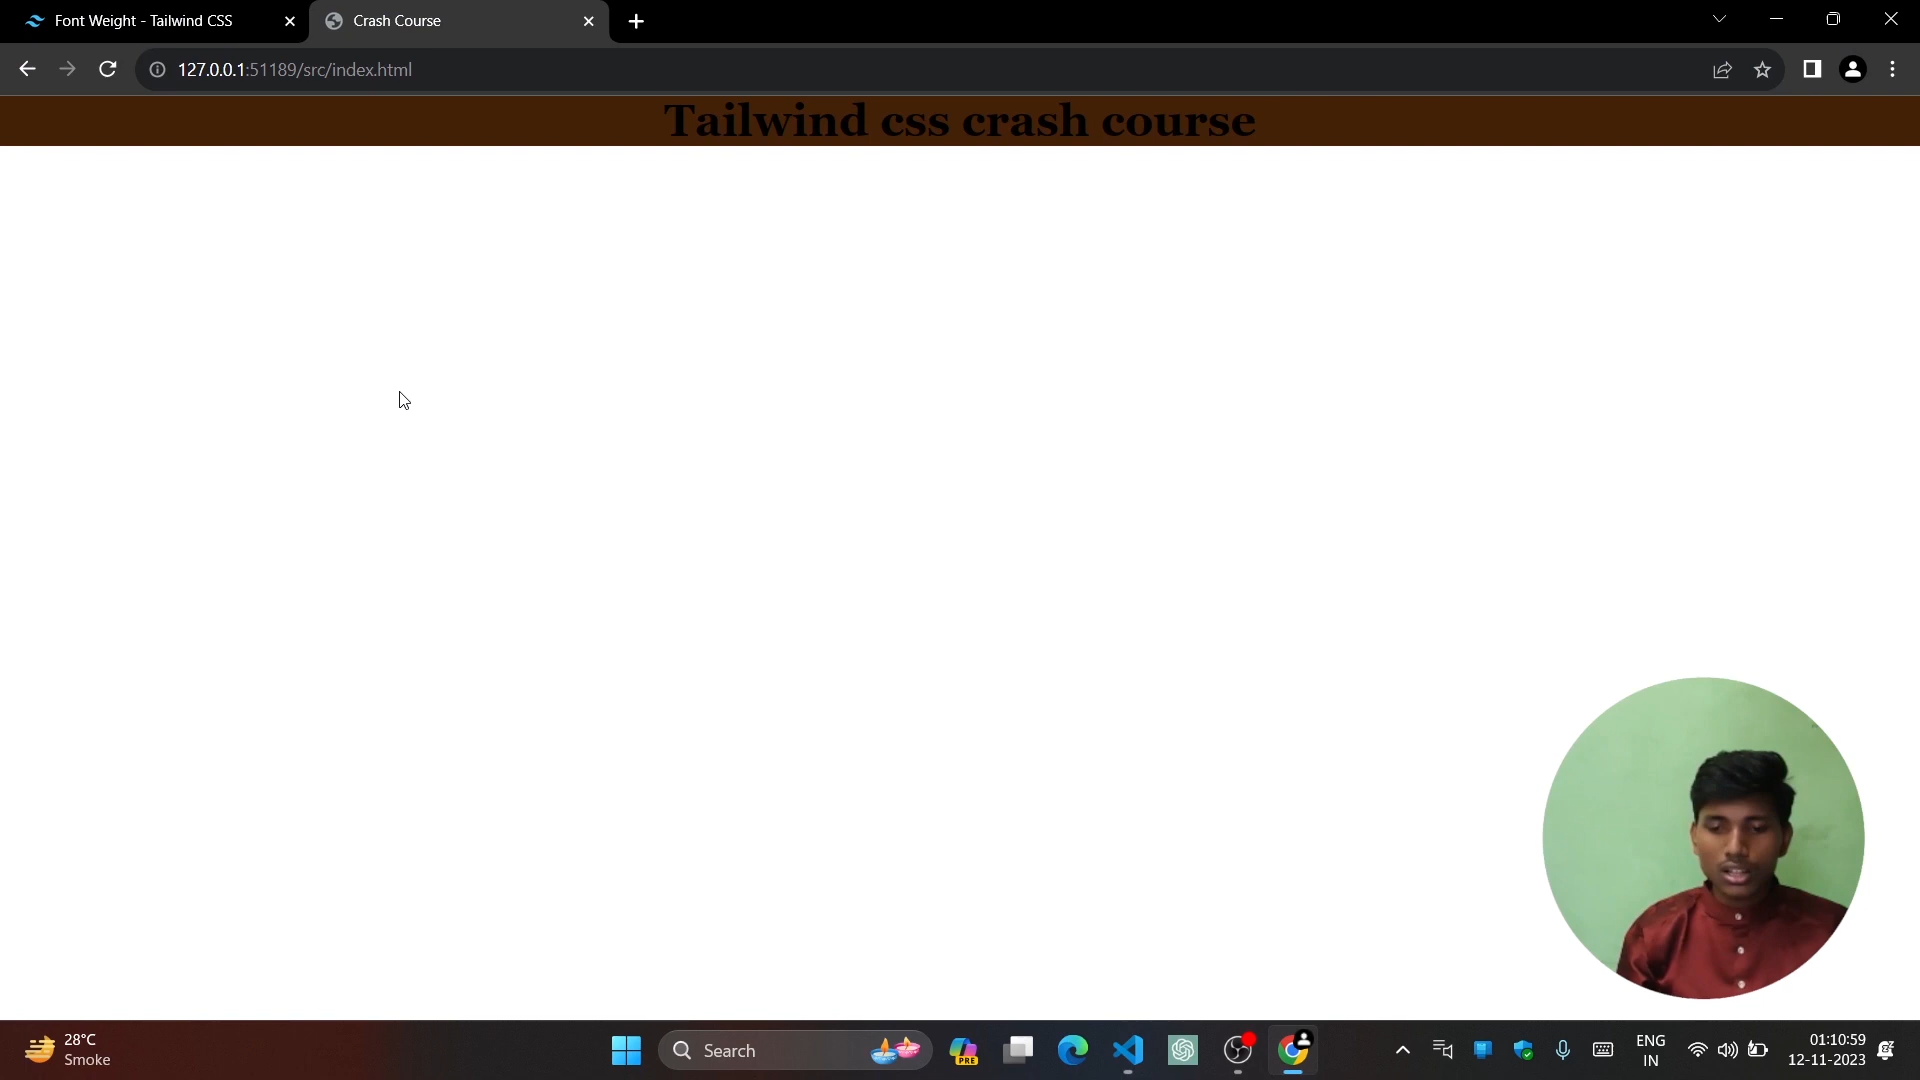 Font Weight - Tailwind CSS
Crash Course
127.0.0.1:51189/src/index.html
Tailwind css crash course
28°C
Smoke
Search
PRE
ENG
IN
01:10:59
12-11-2023